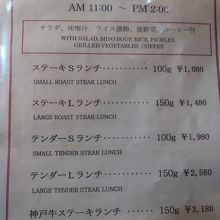 AM 11:00 ～ PM 2:00
サラダ、味噌汁、ライス漬物、焼野菜、コーヒー付
WITH SALAD, MISO SOUP, RICE, PICKLES,
GRILLED VEGETABLES, COFFEE
ステーキSランチ・・・・・・・・・・100g ¥1,080
SMALL ROAST STEAK LUNCH
ステーキLランチ・・・・・・・・・・150g ¥1,480
LARGE ROAST STEAK LUNCH
テンダーSランチ・・・・・・・・・・100g ¥1,980
SMALL TENDER STEAK LUNCH
テンダーLランチ・・・・・・・・・・150g ¥2,580
LARGE TENDER STEAK LUNCH
神戸牛ステーキランチ・・・150g ¥3,180